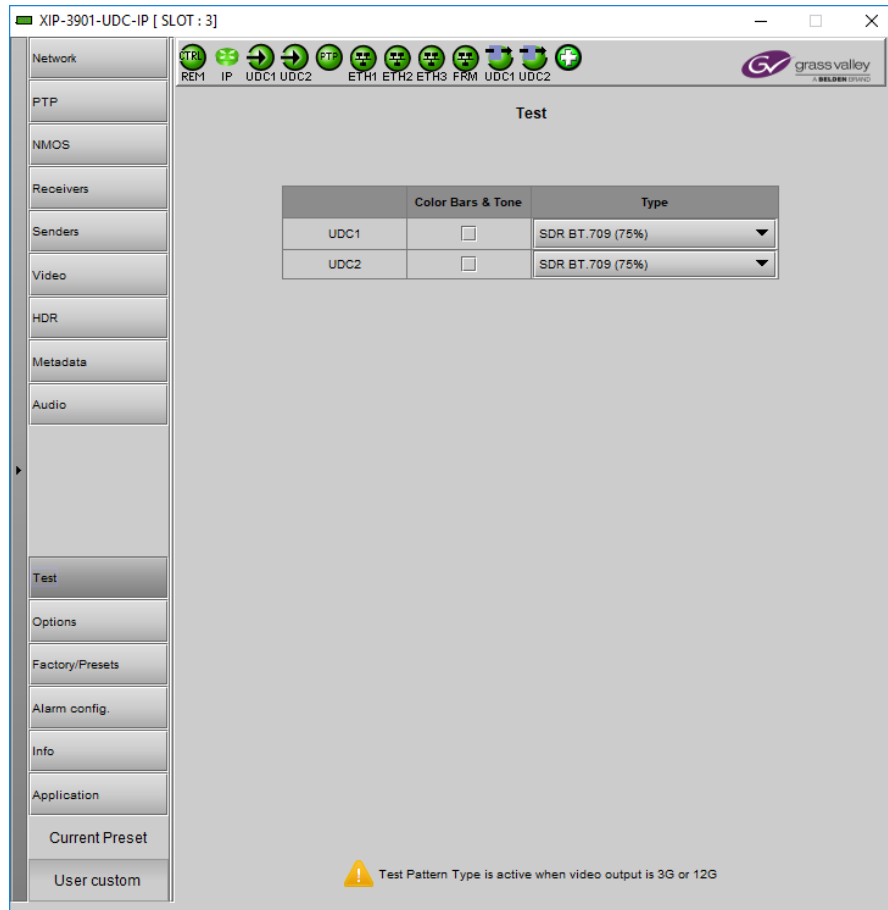 XIP-3901-UDC-IP [ SLOT : 3]
CTRL
PTP
REM IP UDC1 UDC2 ETH1 ETH2 ETH3 FRM UDC1 UDC2
GV grass valley
A BELDEN BRAND
Network
PTP
NMOS
Receivers
Senders
Video
HDR
Metadata
Audio
Test
Options
Factory/Presets
Alarm config.
Info
Application
Current Preset
User custom
Test
Color Bars & Tone Type
UDC1 SDR BT.709 (75%)
UDC2 SDR BT.709 (75%)
Test Pattern Type is active when video output is 3G or 12G